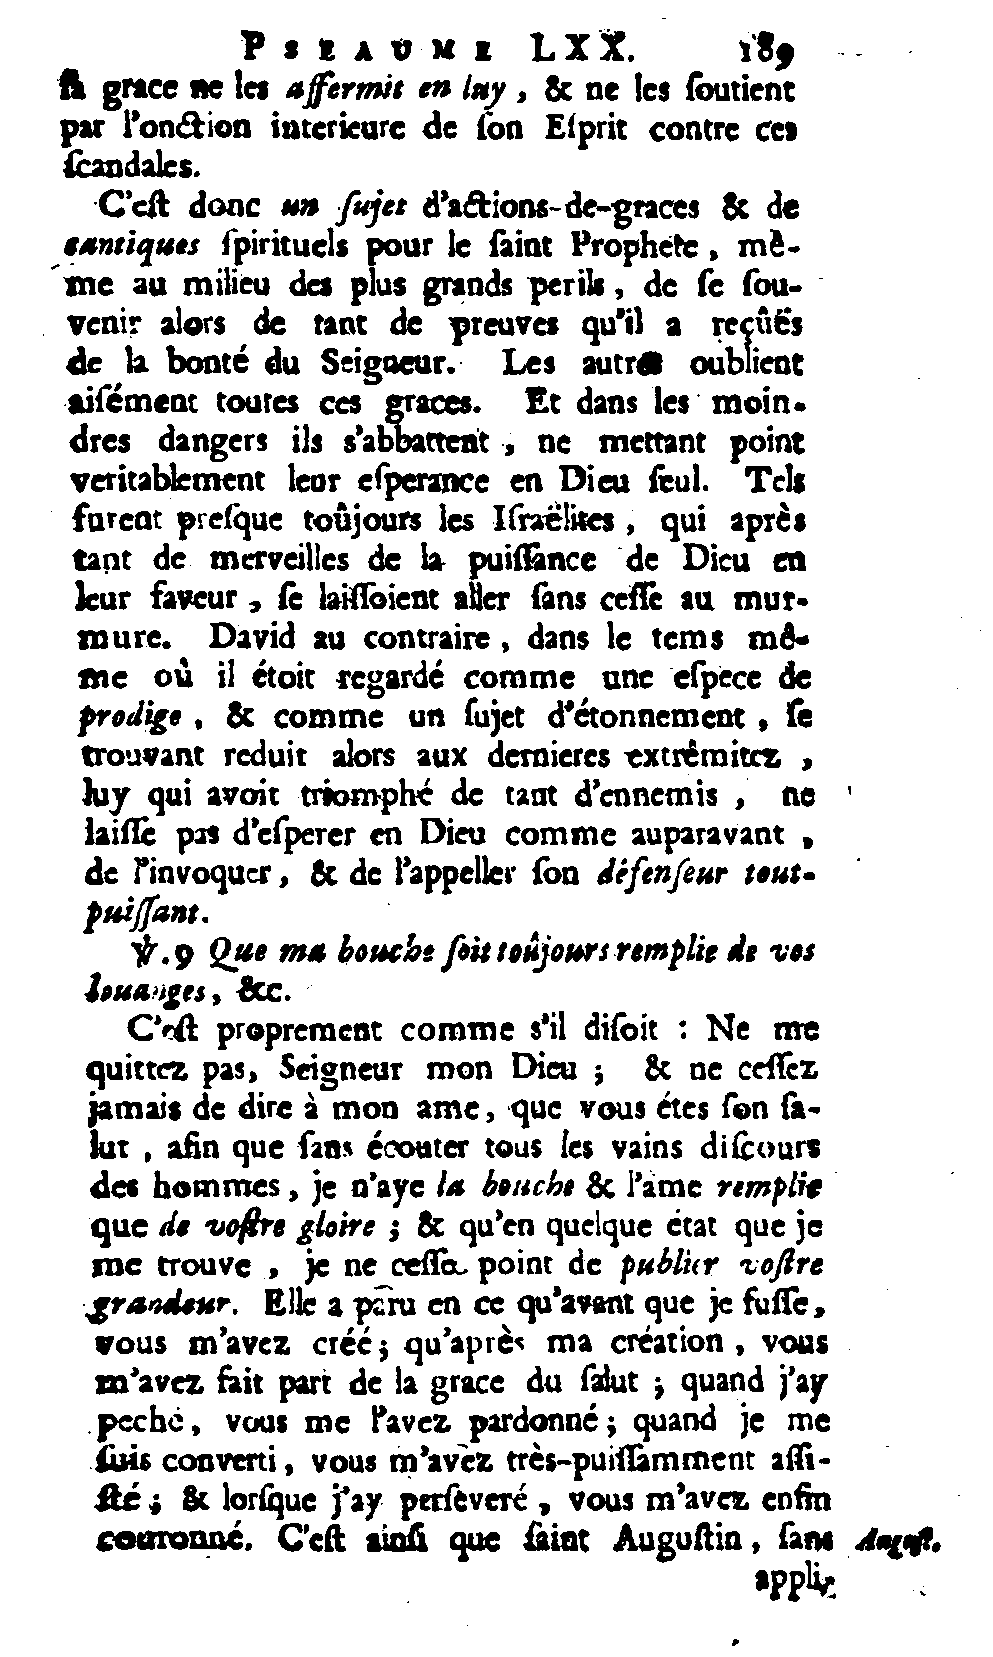 PSEAUME LXX. 189
ſa grace ne les affermit en luy, & ne les ſoutient
par l'onction interieure de ſon Eſprit contre ces
ſcandales.
C'eſt donc un ſujet d'actions-de-graces & de
cantiques ſpirituels pour le ſaint Prophete, mê-
me au milieu des plus grands perils, de ſe ſou-
venir alors de tant de preuves qu'il a reçûës
de la bonté du Seigneur. Les autres oublient
aiſément toutes ces graces. Et dans les moin-
dres dangers ils s'abbattent, ne mettant point
veritablement leur eſperance en Dieu ſeul. Tels
furent preſque toûjours les Iſraëlites, qui après
tant de merveilles de la puiſſance de Dieu en
leur faveur, ſe laiſſoient aller ſans ceſſe au mur-
mure. David au contraire, dans le tems mê-
me où il étoit regardé comme une eſpece de
prodige, & comme un ſujet d'étonnement, ſe
trouvant reduit alors aux dernieres extrêmitez,
luy qui avoit triomphé de tant d'ennemis, ne
laiſſe pas d'eſperer en Dieu comme auparavant,
de l'invoquer, & de l'appeller ſon défenſeur tout-
puiſſant.
℣.9 Que ma bouche ſoit toûjours remplie de vos
louanges, &c.
C'eſt proprement comme s'il diſoit : Ne me
quittez pas, Seigneur mon Dieu ; & ne ceſſez
jamais de dire à mon ame, que vous étes ſon ſa-
lut, afin que ſans écouter tous les vains diſcours
des hommes, je n'aye la bouche & l'ame remplie
que de voſtre gloire ; & qu'en quelque état que je
me trouve, je ne ceſſe point de publier voſtre
grandeur. Elle a paru en ce qu'avant que je fuſſe,
vous m'avez créé ; qu'après ma création, vous
m'avez fait part de la grace du ſalut ; quand j'ay
peché, vous me l'avez pardonné ; quand je me
ſuis converti, vous m'avez très-puiſſamment aſſi-
ſté ; & lorſque j'ay perſeveré, vous m'avez enfin
couronné. C'eſt ainſi que ſaint Auguſtin, ſans Auguſt.
appli-